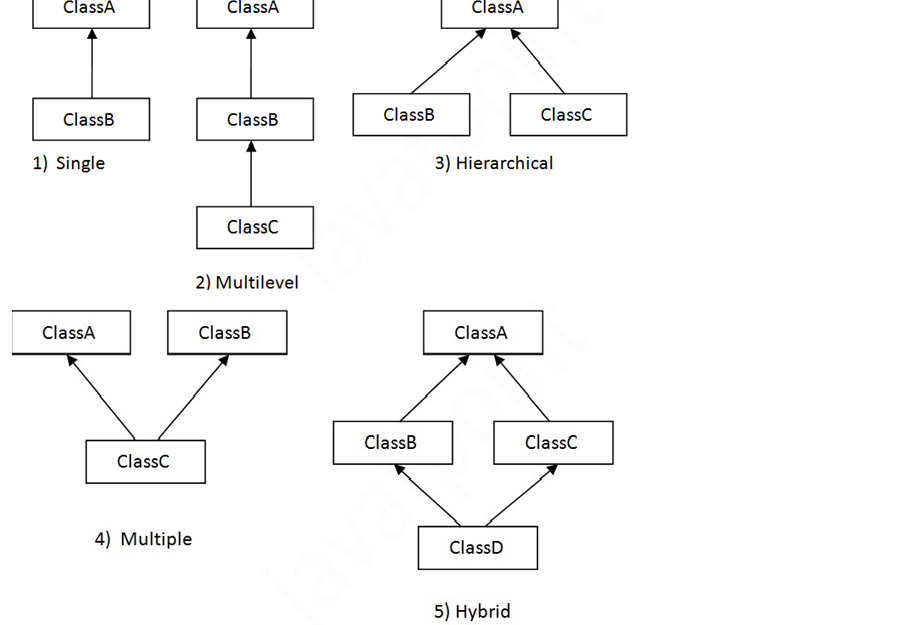 ClassA
ClassB
1) Single
ClassA
ClassB
ClassC
2) Multilevel
ClassA
ClassB
ClassC
3) Hierarchical
ClassA
ClassB
ClassC
4) Multiple
ClassA
ClassB
ClassC
ClassD
5) Hybrid